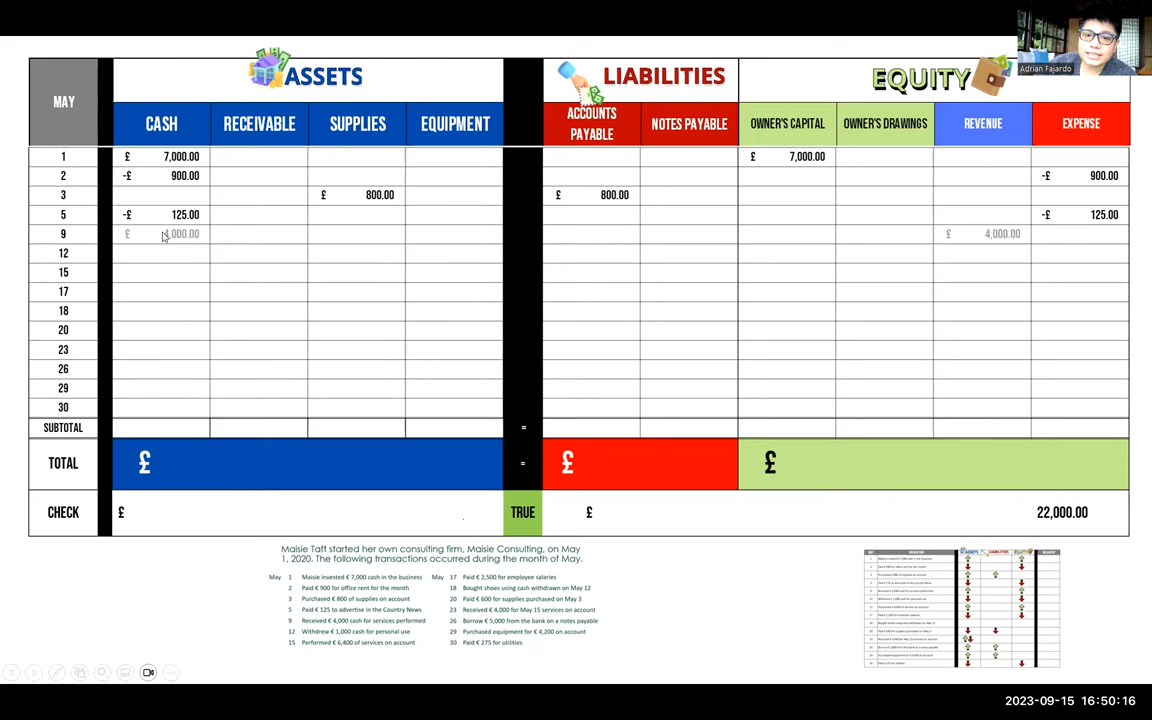 Adrian Fajardo
MAY
ASSETS
LIABILITIES
EQUITY
CASH RECEIVABLE SUPPLIES EQUIPMENT ACCOUNTS PAYABLE NOTES PAYABLE OWNER'S CAPITAL OWNER'S DRAWINGS REVENUE EXPENSE
1 £ 7,000.00 £ 7,000.00
2 -£ 900.00 -£ 900.00
3 £ 800.00 £ 800.00
5 -£ 125.00 -£ 125.00
9 £ 4,000.00 £ 4,000.00
12
15
17
18
20
23
26
29
30
SUBTOTAL =
TOTAL £ = £ £
CHECK £ TRUE £ 22,000.00
Maisie Taft started her own consulting firm, Maisie Consulting, on May
1, 2020. The following transactions occurred during the month of May.
May 1 Maisie invested € 7,000 cash in the business
2 Paid € 900 for office rent for the month
3 Purchased € 800 of supplies on account
5 Paid € 125 to advertise in the Country News
9 Received € 4,000 cash for services performed
12 Withdrew € 1,000 cash for personal use
15 Performed € 6,400 of services on account
May 17 Paid € 2,500 for employee salaries
18 Bought shoes using cash withdrawn on May 12
20 Paid € 600 for supplies purchased on May 3
23 Received € 4,000 for May 15 services on account
26 Borrow € 5,000 from the bank on a notes payable
29 Purchased equipment for € 4,200 on account
30 Paid € 275 for utilities
ASSETS LIABILITIES EQUITY
2023-09-15 16:50:16